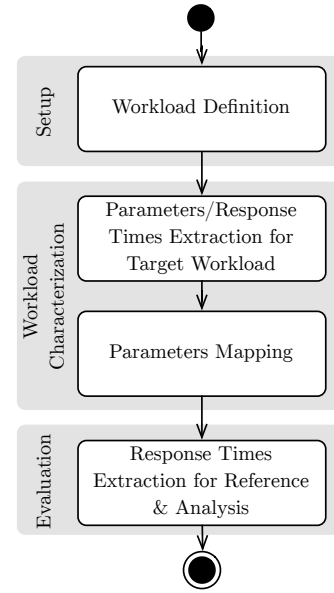 Setup
Workload Definition
Workload
Characterization
Parameters/Response
Times Extraction for
Target Workload
Parameters Mapping
Evaluation
Response Times
Extraction for Reference
& Analysis